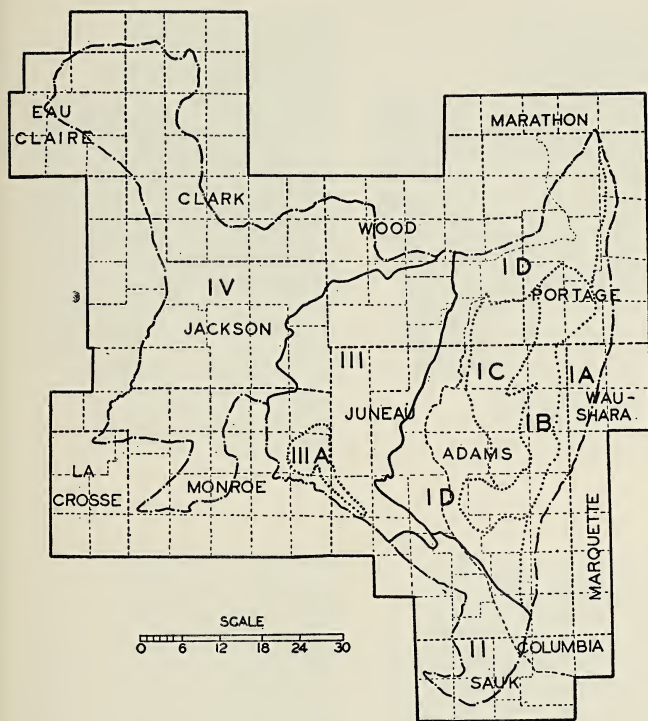 EAU
CLAIRE
MARATHON
CLARK
WOOD
I D
IV
PORTAGE
JACKSON
III
I C
I A
WAU-
SHARA
JUNEAU
I B
III A
ADAMS
LA
CROSSE
MONROE
I D
MARQUETTE
SCALE
0 6 12 18 24 30
II
COLUMBIA
SAUK